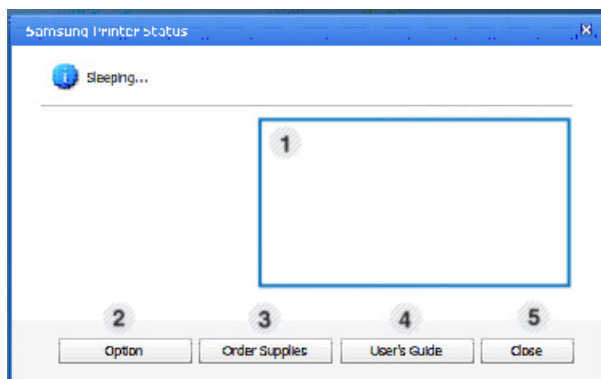 Samsung Printer Status
Sleeping...
1
2 3 4 5
Option Order Supplies User's Guide Close